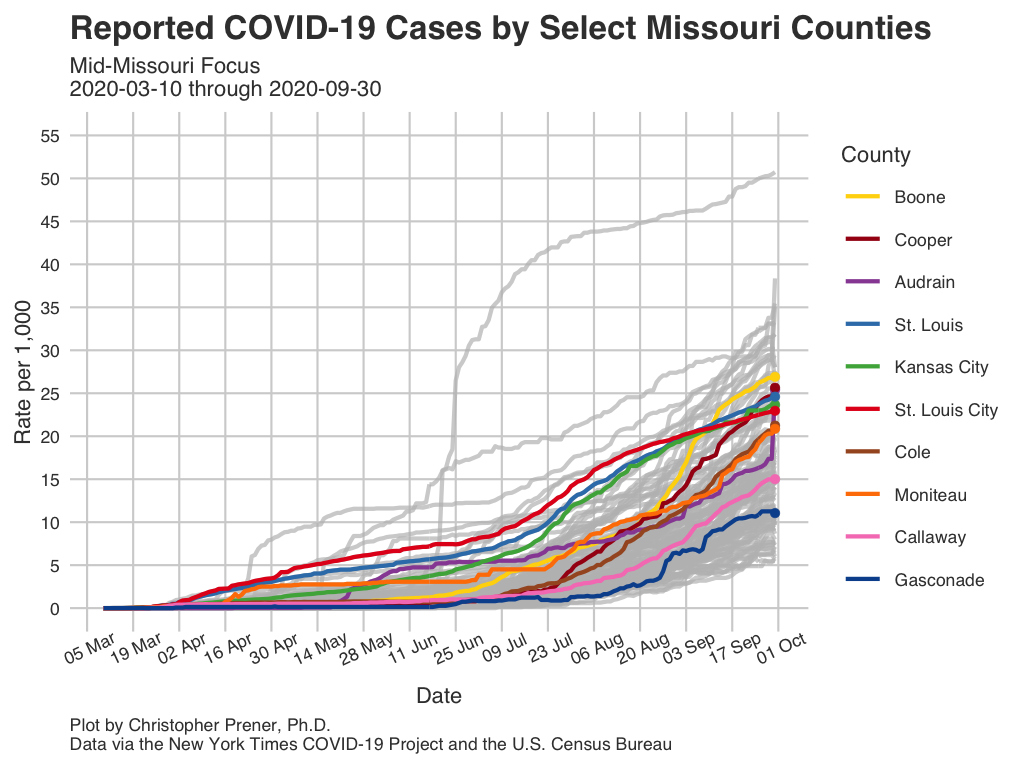 Reported COVID-19 Cases by Select Missouri Counties
Mid-Missouri Focus
2020-03-10 through 2020-09-30
Rate per 1,000
55
50
45
40
35
30
25
20
15
10
5
0
05 Mar
19 Mar
02 Apr
16 Apr
30 Apr
14 May
28 May
11 Jun
25 Jun
09 Jul
23 Jul
06 Aug
20 Aug
03 Sep
17 Sep
01 Oct
Date
County
Boone
Cooper
Audrain
St. Louis
Kansas City
St. Louis City
Cole
Moniteau
Callaway
Gasconade
Plot by Christopher Prener, Ph.D.
Data via the New York Times COVID-19 Project and the U.S. Census Bureau